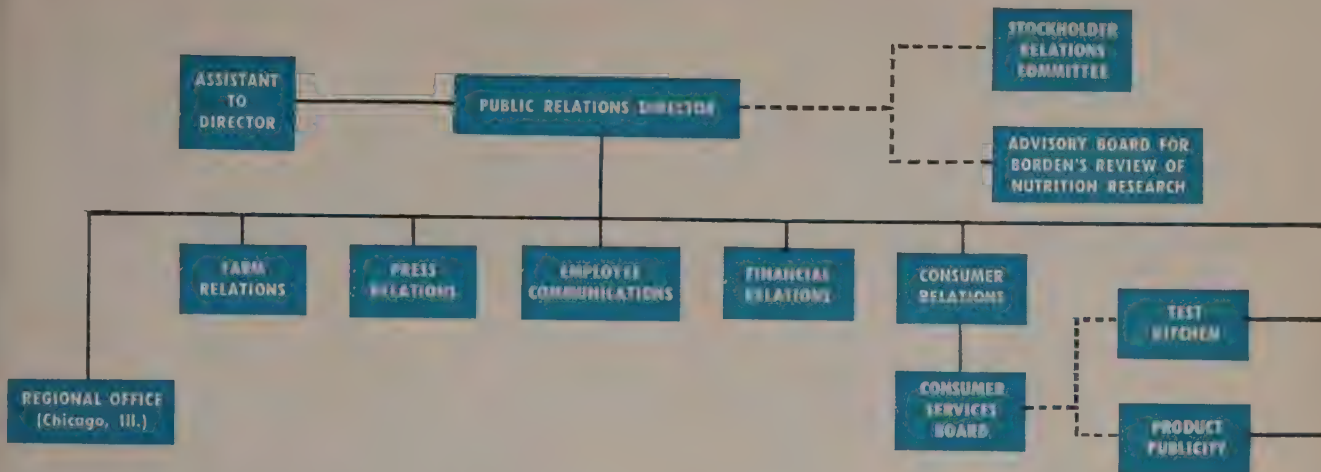 STOCKHOLDER
RELATIONS
COMMITTEE
ASSISTANT
TO
DIRECTOR
PUBLIC RELATIONS DIRECTOR
ADVISORY BOARD FOR
BORDEN'S REVIEW OF
NUTRITION RESEARCH
FARM
RELATIONS
PRESS
RELATIONS
EMPLOYEE
COMMUNICATIONS
FINANCIAL
RELATIONS
CONSUMER
RELATIONS
TEST
KITCHEN
REGIONAL OFFICE
(Chicago, Ill.)
CONSUMER
SERVICES
BOARD
PRODUCT
PUBLICITY